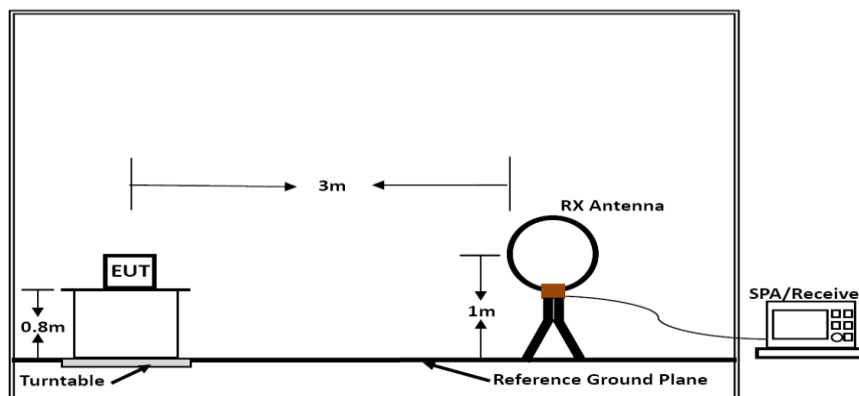 3m
RX Antenna
EUT
SPA/Receive
0.8m
1m
Turntable
Reference Ground Plane